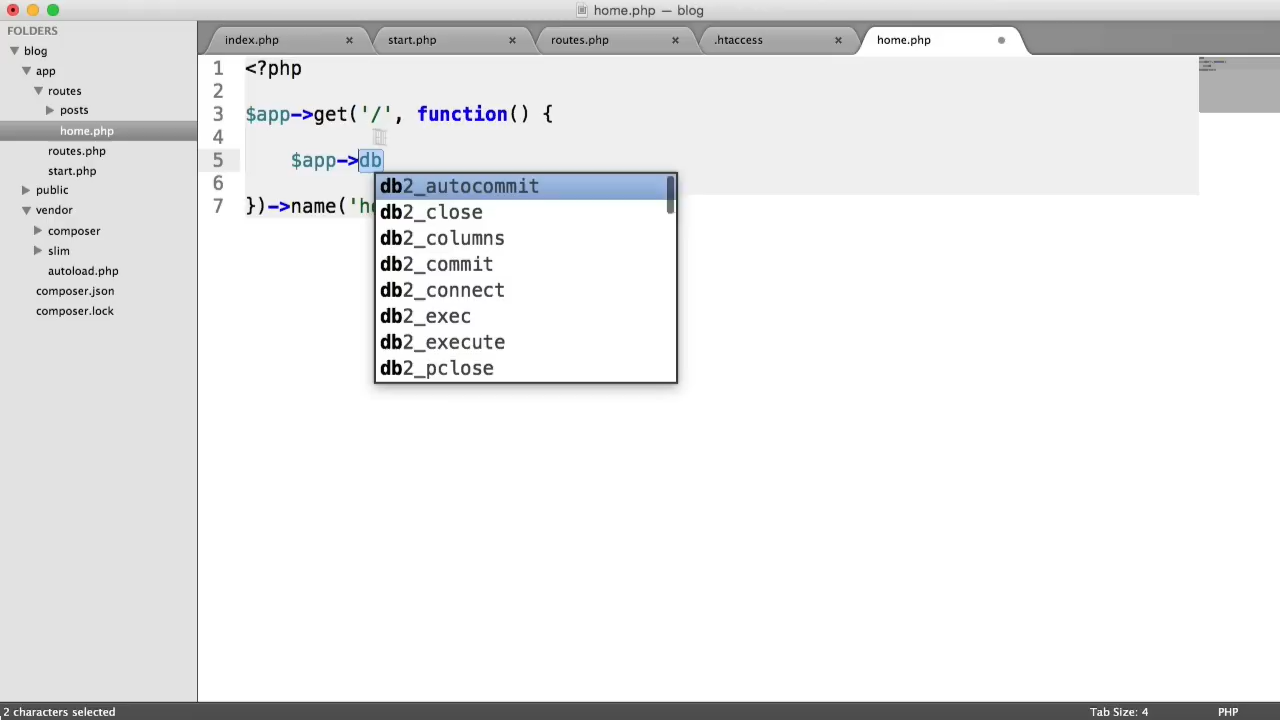 home.php — blog
FOLDERS
blog
app
routes
posts
home.php
routes.php
start.php
public
vendor
composer
slim
autoload.php
composer.json
composer.lock
index.php
start.php
routes.php
.htaccess
home.php
1 <?php
2
3 $app->get('/', function() {
4
5 $app->db
6
7 })->name('h
db2_autocommit
db2_close
db2_columns
db2_commit
db2_connect
db2_exec
db2_execute
db2_pclose
2 characters selected
Tab Size: 4
PHP